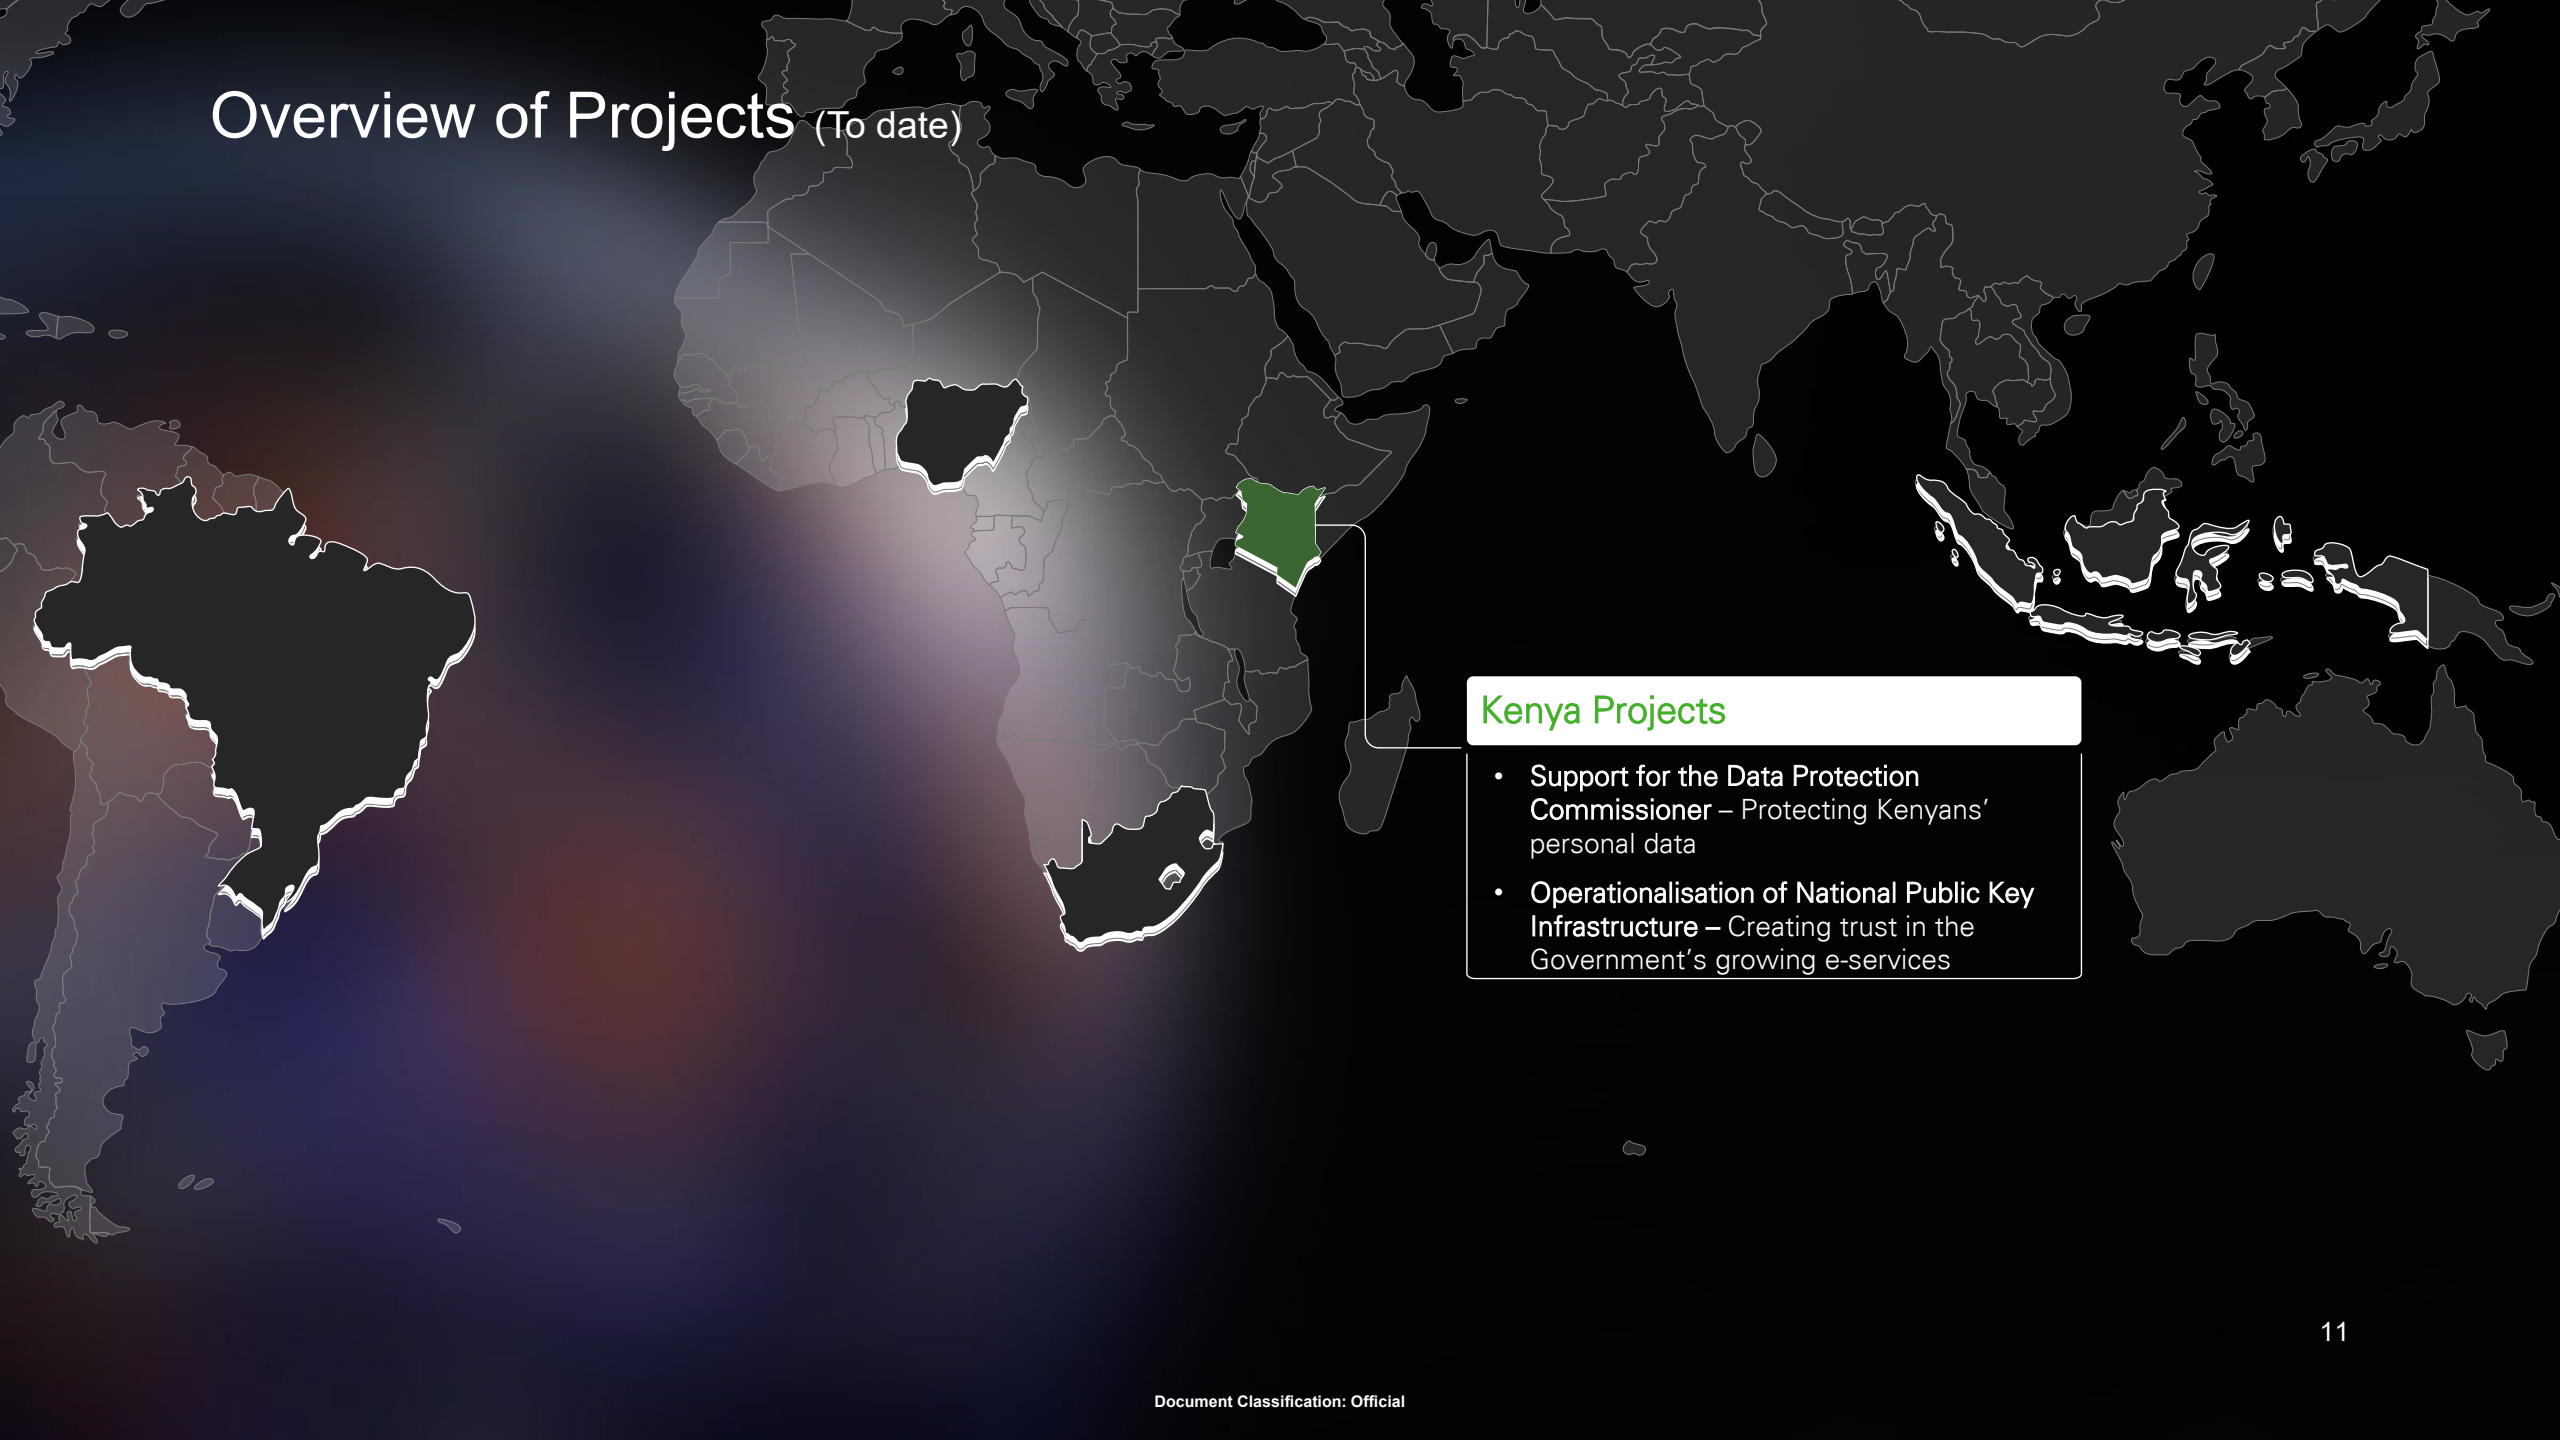 Overview of Projects (To date)
Kenya Projects
• Support for the Data Protection
Commissioner – Protecting Kenyans’
personal data
• Operationalisation of National Public Key
Infrastructure – Creating trust in the
Government’s growing e-services
11
Document Classification: Official